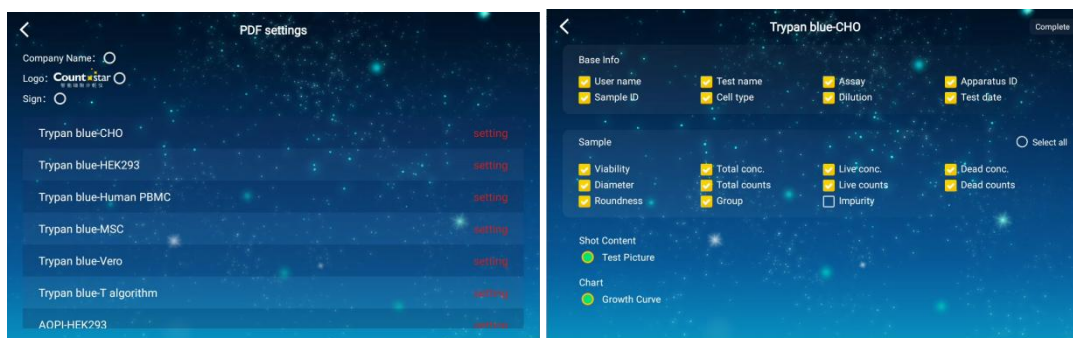 PDF settings
Company Name:
Logo: Countstar
Sign:
Trypan blue-CHO setting
Trypan blue-HEK293 setting
Trypan blue-Human PBMC setting
Trypan blue-MSC setting
Trypan blue-Vero setting
Trypan blue-T algorithm setting
AOPI-HEK293
Trypan blue-CHO Complete
Base Info
User name Test name Assay Apparatus ID
Sample ID Cell type Dilution Test date
Sample Select all
Viability Total conc. Live conc. Dead conc.
Diameter Total counts Live counts Dead counts
Roundness Group Impurity
Shot Content
Test Picture
Chart
Growth Curve